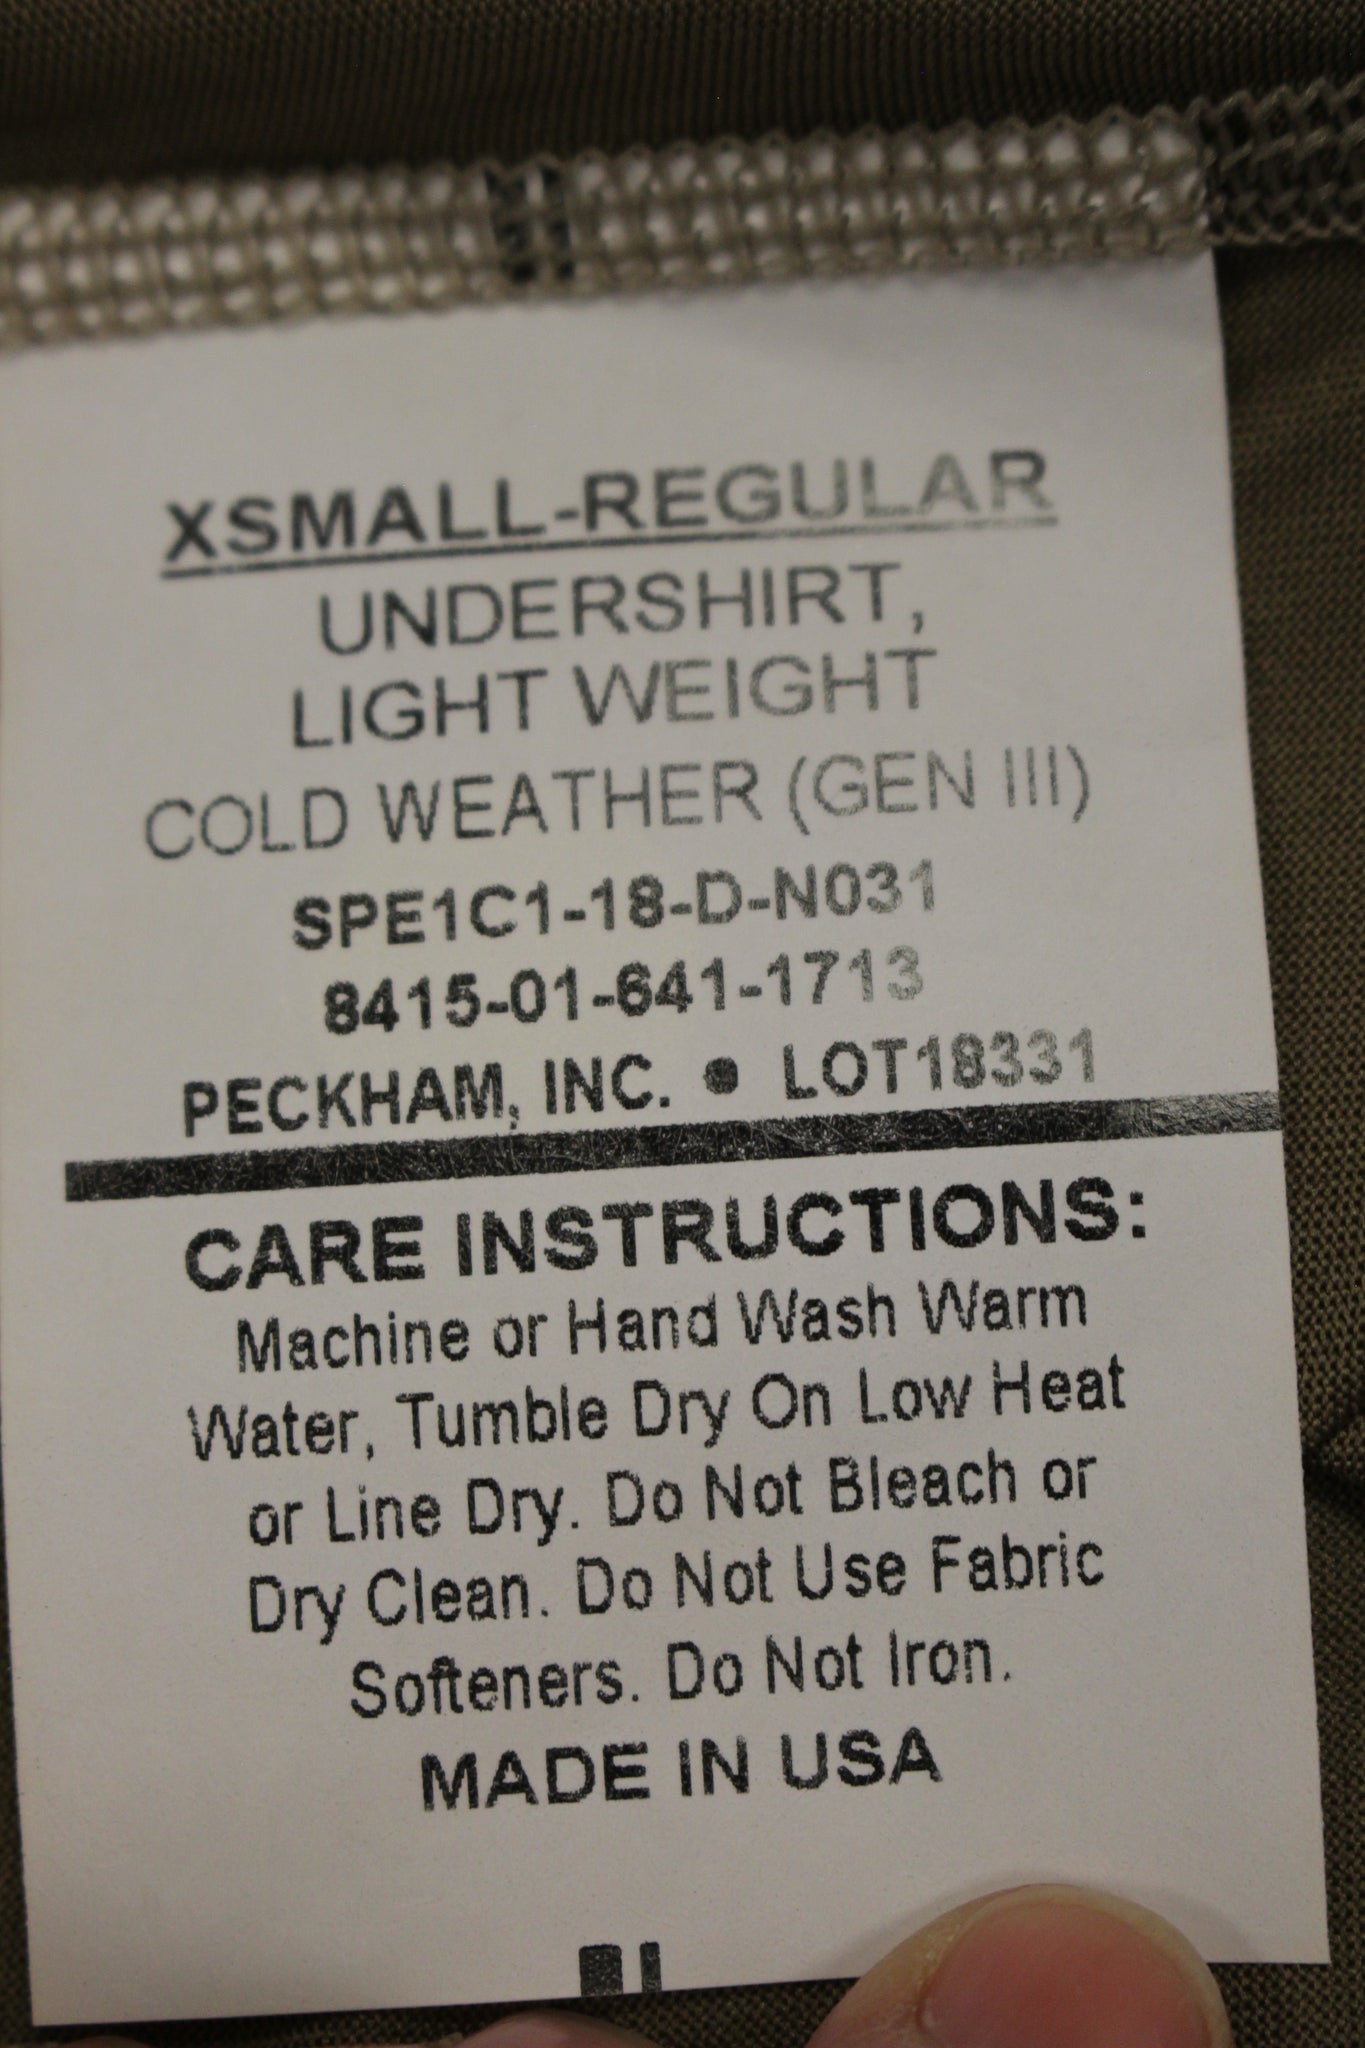 XSMALL-REGULAR
UNDERSHIRT,
LIGHT WEIGHT
COLD WEATHER (GEN III)
SPE1C1-18-D-N031
8415-01-641-1713
PECKHAM, INC. ● LOT18331
CARE INSTRUCTIONS:
Machine or Hand Wash Warm
Water, Tumble Dry On Low Heat
or Line Dry. Do Not Bleach or
Dry Clean. Do Not Use Fabric
Softeners. Do Not Iron.
MADE IN USA